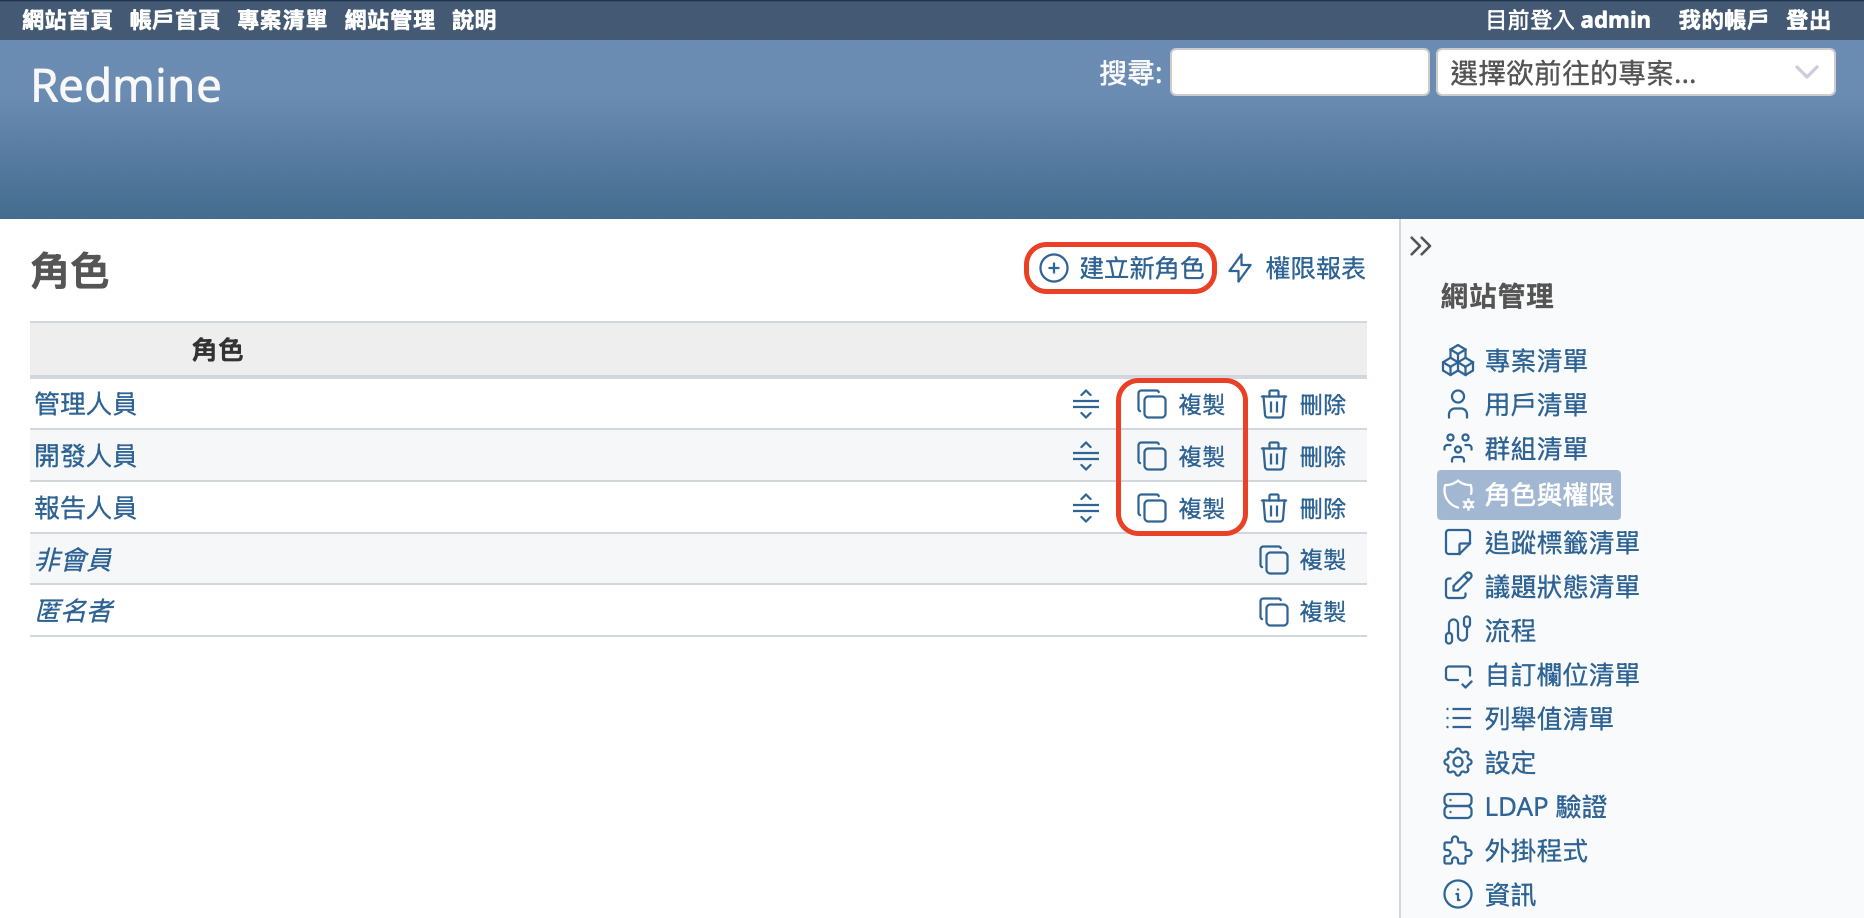 網站首頁 帳戶首頁 專案清單 網站管理 說明 目前登入 admin 我的帳戶 登出
Redmine 搜尋: 選擇欲前往的專案...
角色 建立新角色 權限報表
角色
管理人員 複製 刪除
開發人員 複製 刪除
報告人員 複製 刪除
非會員 複製
匿名者 複製
網站管理
專案清單
用戶清單
群組清單
角色與權限
追蹤標籤清單
議題狀態清單
流程
自訂欄位清單
列舉值清單
設定
LDAP 驗證
外掛程式
資訊